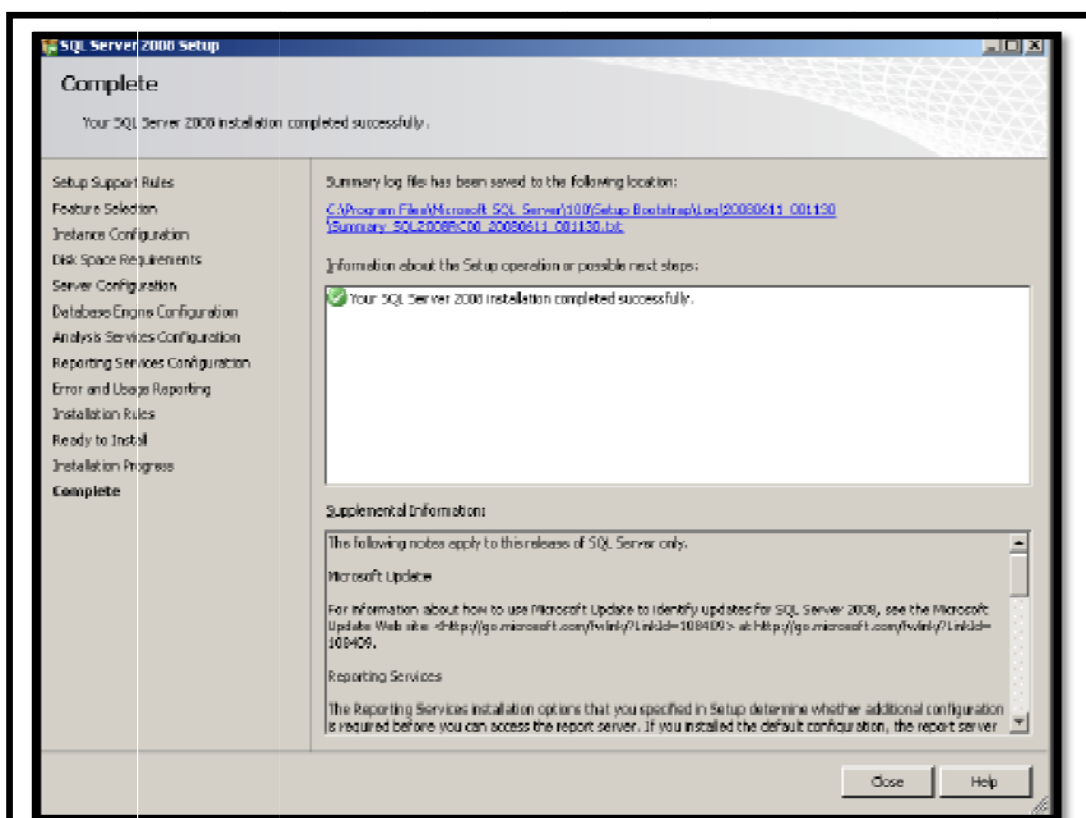 SQL Server 2008 Setup
Complete
Your SQL Server 2008 installation completed successfully.
Setup Support Rules
Feature Selection
Instance Configuration
Disk Space Requirements
Server Configuration
Database Engine Configuration
Analysis Services Configuration
Reporting Services Configuration
Error and Usage Reporting
Installation Rules
Ready to Install
Installation Progress
Complete
Summary log file has been saved to the following location:
C:\Program Files\Microsoft SQL Server\100\Setup Bootstrap\Log\20080611_001130
\Summary_SQL2008RC00_20080611_001130.txt
Information about the Setup operation or possible next steps:
Your SQL Server 2008 installation completed successfully.
Supplemental Information:
The following notes apply to this release of SQL Server only.
Microsoft Update
For information about how to use Microsoft Update to identify updates for SQL Server 2008, see the Microsoft
Update Web site <http://go.microsoft.com/fwlink/?LinkId=108409> at http://go.microsoft.com/fwlink/?LinkId=
108409.
Reporting Services
The Reporting Services installation options that you specified in Setup determine whether additional configuration
is required before you can access the report server. If you installed the default configuration, the report server
Close
Help